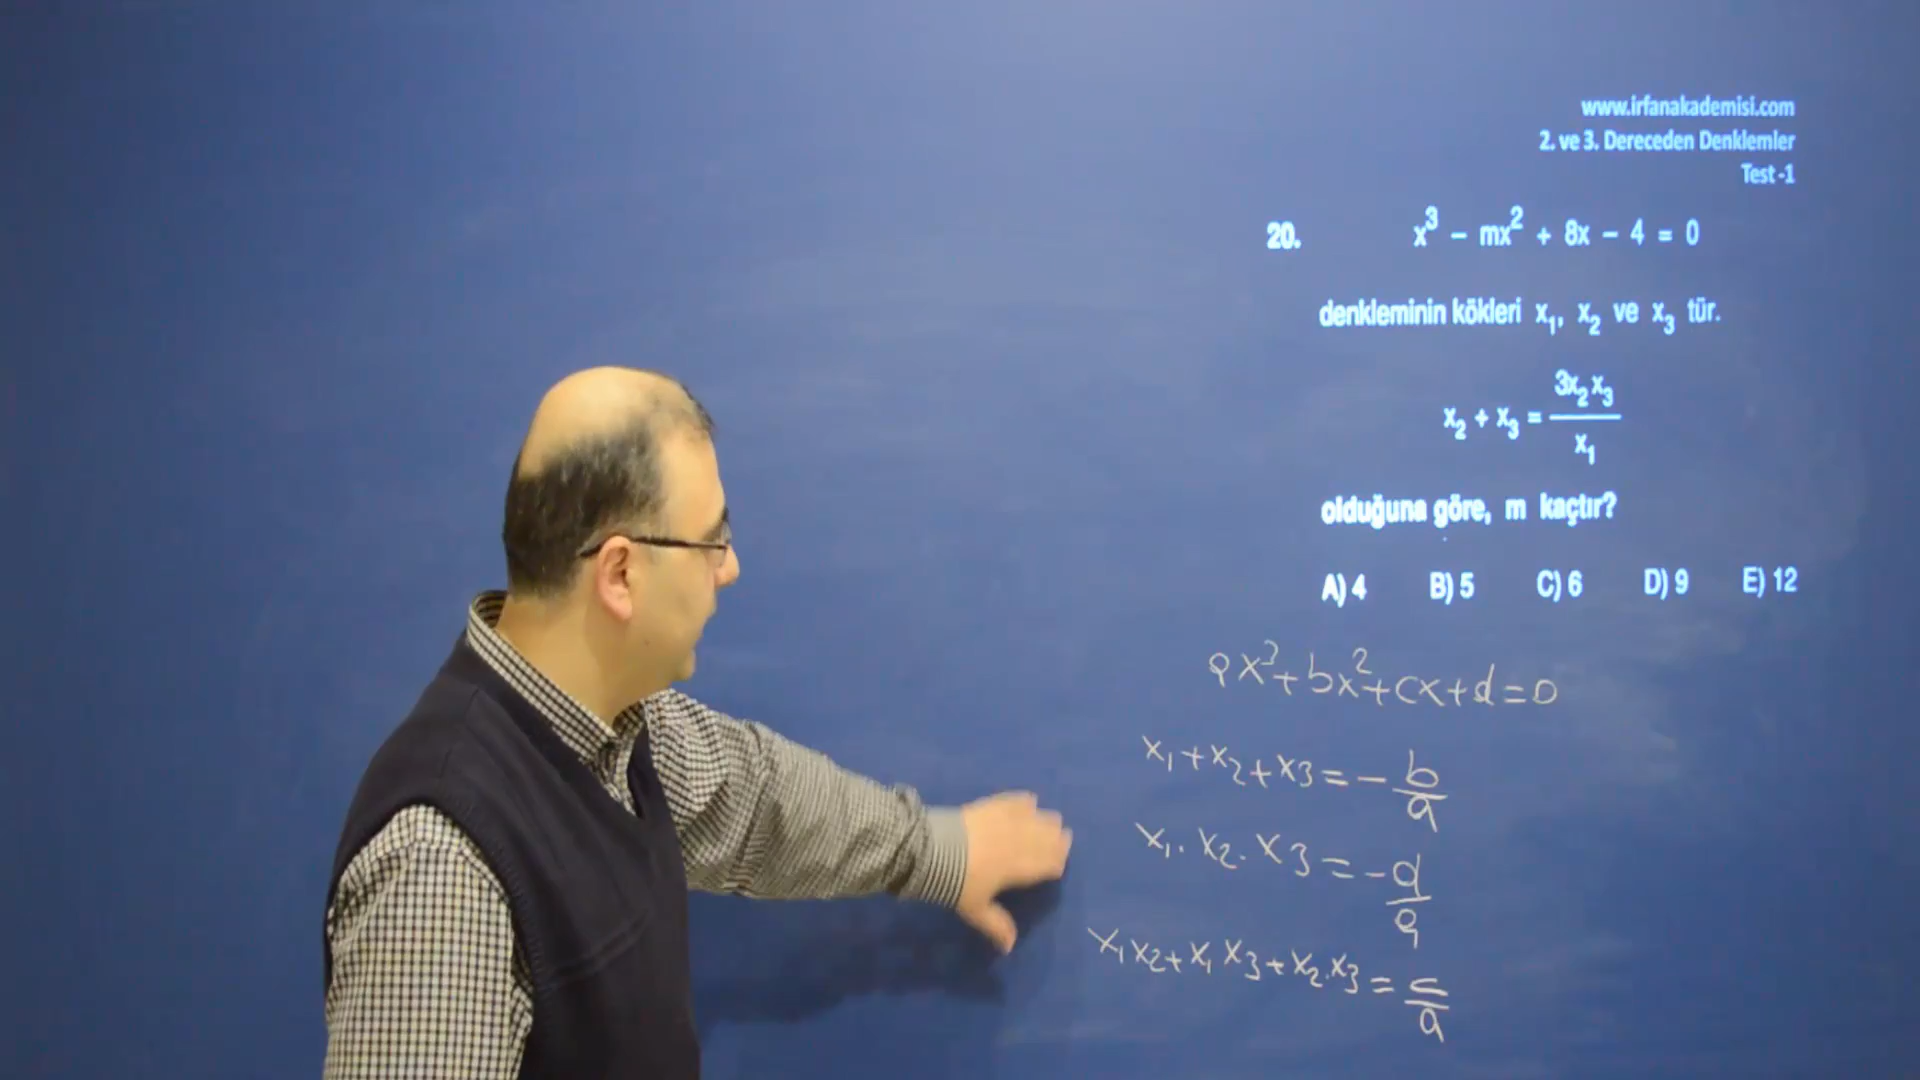 www.irfanakademisi.com
2. ve 3. Dereceden Denklemler
Test -1
20. x³ – mx² + 8x – 4 = 0
denkleminin kökleri x₁, x₂ ve x₃ tür.
x₂ + x₃ = 3x₂x₃ / x₁
olduğuna göre, m kaçtır?
A) 4 B) 5 C) 6 D) 9 E) 12
ax³+bx²+cx+d=0
x₁+x₂+x₃=-b/a
x₁.x₂.x₃=-d/a
x₁x₂+x₁x₃+x₂.x₃=c/a